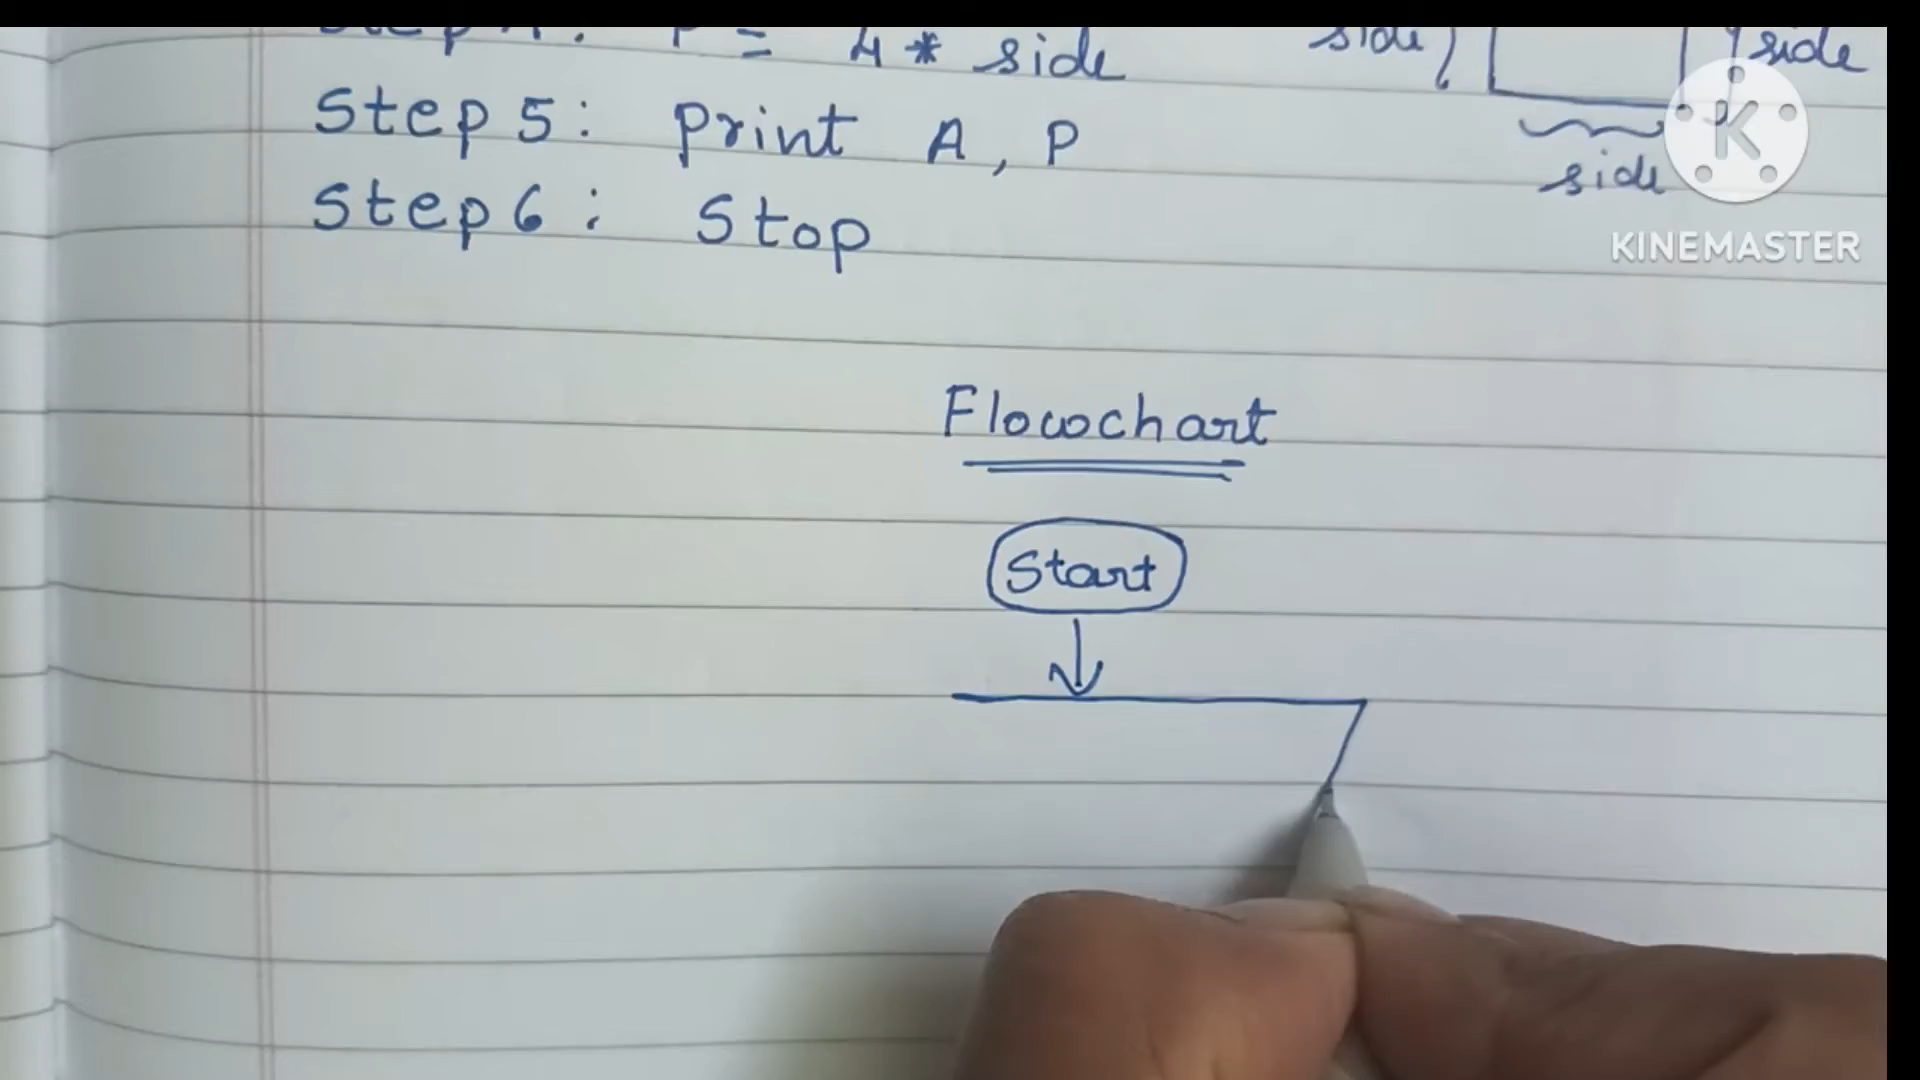 P = 4 * side
Step 5: print A, P
Step 6: Stop
side
side
side
K
KINEMASTER
Flowchart
Start